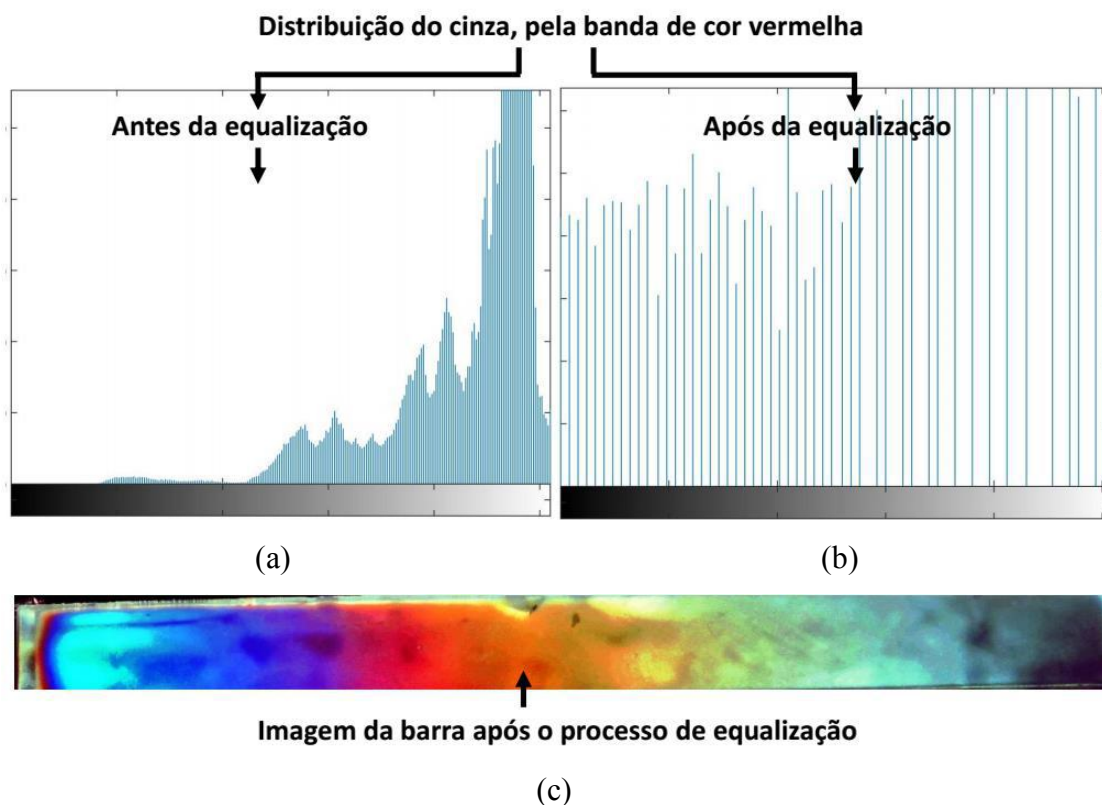 Distribuição do cinza, pela banda de cor vermelha
Antes da equalização
Após da equalização
(a)
(b)
Imagem da barra após o processo de equalização
(c)